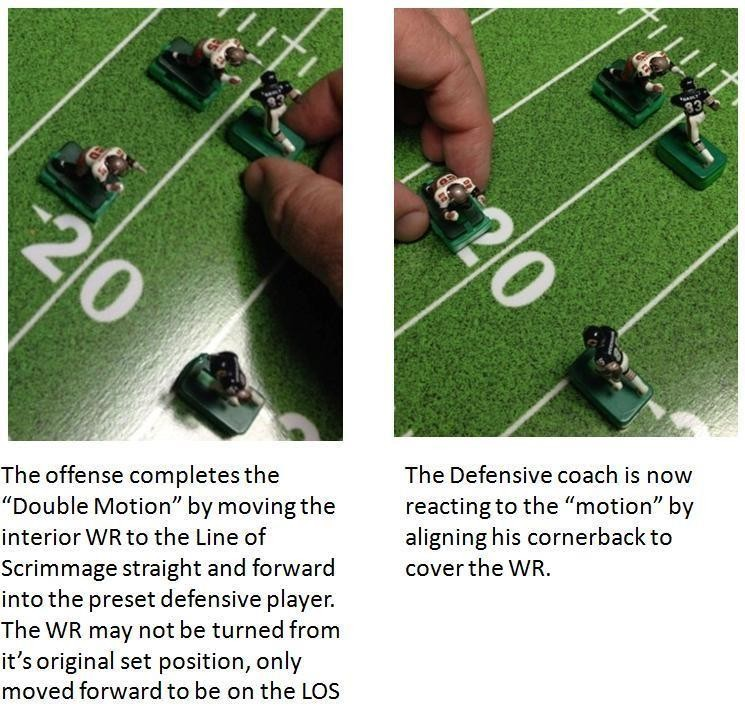 83
20
83
20
The offense completes the
“Double Motion” by moving the
interior WR to the Line of
Scrimmage straight and forward
into the preset defensive player.
The WR may not be turned from
it’s original set position, only
moved forward to be on the LOS
The Defensive coach is now
reacting to the “motion” by
aligning his cornerback to
cover the WR.